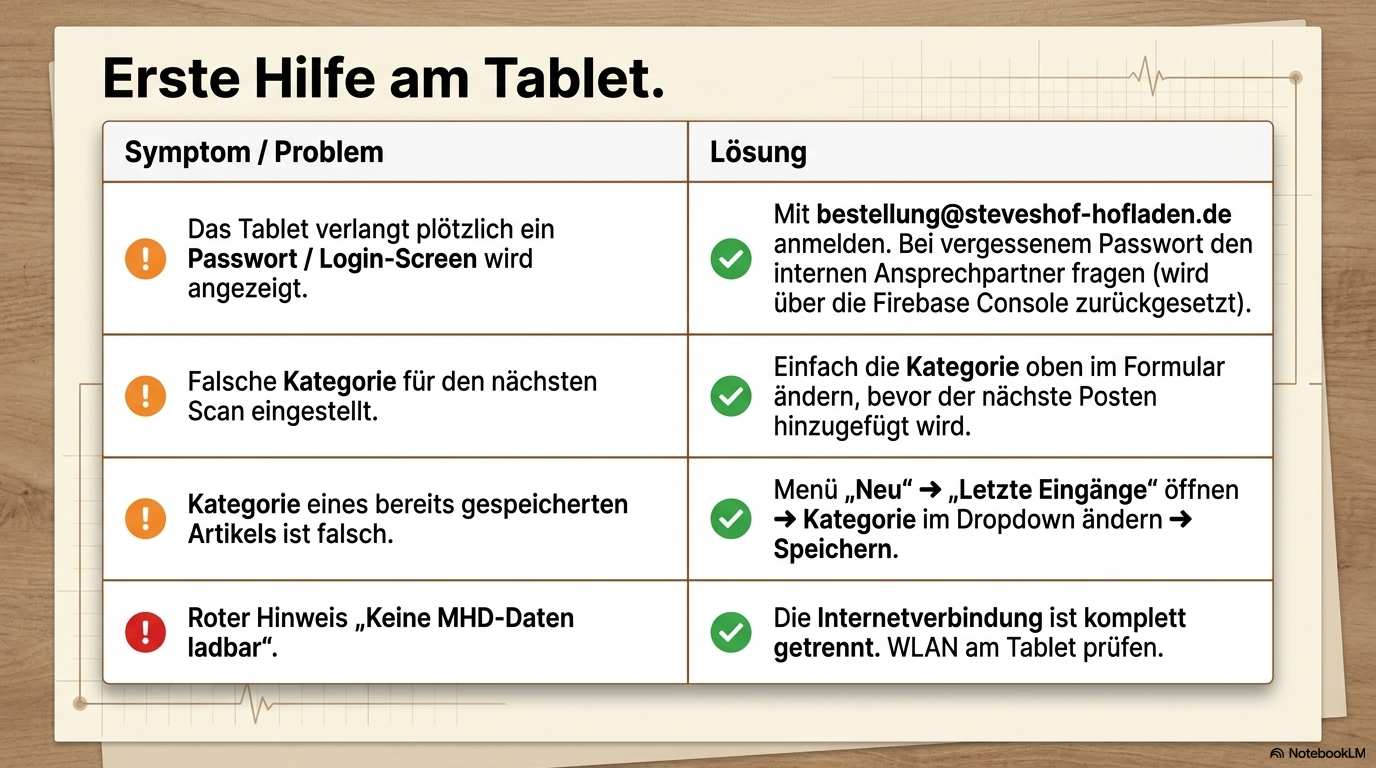 Erste Hilfe am Tablet.
Symptom / Problem
Lösung
Das Tablet verlangt plötzlich ein
Passwort / Login-Screen wird
angezeigt.
Mit bestellung@steveshof-hofladen.de
anmelden. Bei vergessenem Passwort den
internen Ansprechpartner fragen (wird
über die Firebase Console zurückgesetzt).
Falsche Kategorie für den nächsten
Scan eingestellt.
Einfach die Kategorie oben im Formular
ändern, bevor der nächste Posten
hinzugefügt wird.
Kategorie eines bereits gespeicherten
Artikels ist falsch.
Menü „Neu“ → „Letzte Eingänge“ öffnen
→ Kategorie im Dropdown ändern →
Speichern.
Roter Hinweis „Keine MHD-Daten
ladbar“.
Die Internetverbindung ist komplett
getrennt. WLAN am Tablet prüfen.
NotebookLM